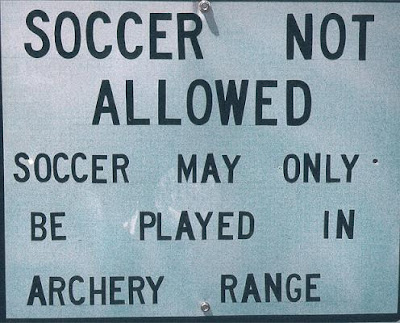 SOCCER NOT
ALLOWED
SOCCER MAY ONLY
BE PLAYED IN
ARCHERY RANGE